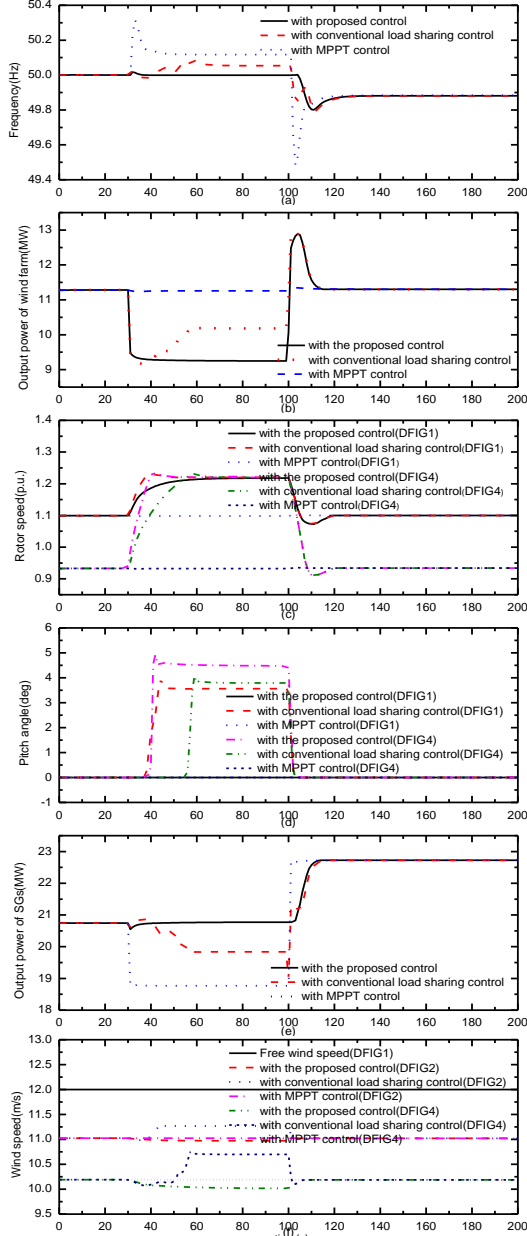 50.4
50.2
50.0
49.8
49.6
49.4
Frequency(Hz)
with proposed control
with conventional load sharing control
with MPPT control
0 20 40 60 80 100 120 140 160 180 200
(a)
13
12
11
10
9
Output power of wind farm(MW)
with the proposed control
with conventional load sharing control
with MPPT control
0 20 40 60 80 100 120 140 160 180 200
(b)
1.4
1.3
1.2
1.1
1.0
0.9
Rotor speed(p.u.)
with the proposed control(DFIG1)
with conventional load sharing control(DFIG1)
with MPPT control(DFIG1)
with the proposed control(DFIG4)
with conventional load sharing control(DFIG4)
with MPPT control(DFIG4)
0 20 40 60 80 100 120 140 160 180 200
(c)
6
5
4
3
2
1
0
-1
Pitch angle(deg)
with the proposed control(DFIG1)
with conventional load sharing control(DFIG1)
with MPPT control(DFIG1)
with the proposed control(DFIG4)
with conventional load sharing control(DFIG4)
with MPPT control(DFIG4)
0 20 40 60 80 100 120 140 160 180 200
(d)
23
22
21
20
19
18
Output power of SGs(MW)
with the proposed control
with conventional load sharing control
with MPPT control
0 20 40 60 80 100 120 140 160 180 200
(e)
13.0
12.5
12.0
11.5
11.0
10.5
10.0
9.5
Wind speed(m/s)
Free wind speed(DFIG1)
with the proposed control(DFIG2)
with conventional load sharing control(DFIG2)
with MPPT control(DFIG2)
with the proposed control(DFIG4)
with conventional load sharing control(DFIG4)
with MPPT control(DFIG4)
0 20 40 60 80 100 120 140 160 180 200
(f)